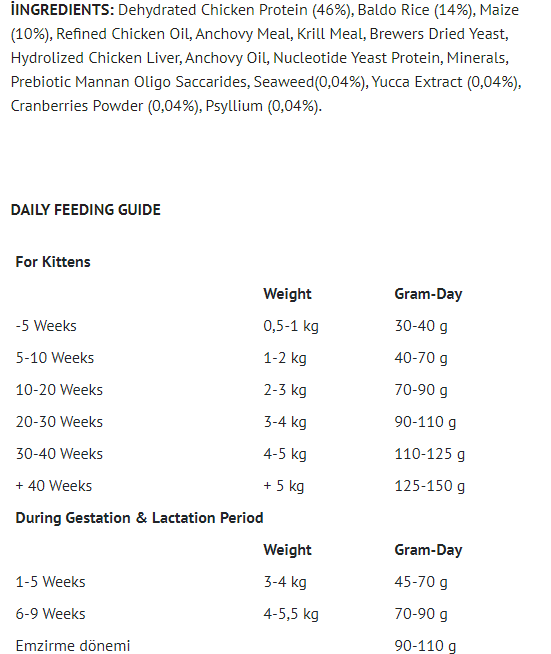 İINGREDIENTS: Dehydrated Chicken Protein (46%), Baldo Rice (14%), Maize
(10%), Refined Chicken Oil, Anchovy Meal, Krill Meal, Brewers Dried Yeast,
Hydrolized Chicken Liver, Anchovy Oil, Nucleotide Yeast Protein, Minerals,
Prebiotic Mannan Oligo Saccarides, Seaweed(0,04%), Yucca Extract (0,04%),
Cranberries Powder (0,04%), Psyllium (0,04%).
DAILY FEEDING GUIDE
For Kittens
Weight Gram-Day
-5 Weeks 0,5-1 kg 30-40 g
5-10 Weeks 1-2 kg 40-70 g
10-20 Weeks 2-3 kg 70-90 g
20-30 Weeks 3-4 kg 90-110 g
30-40 Weeks 4-5 kg 110-125 g
+ 40 Weeks + 5 kg 125-150 g
During Gestation & Lactation Period
Weight Gram-Day
1-5 Weeks 3-4 kg 45-70 g
6-9 Weeks 4-5,5 kg 70-90 g
Emzirme dönemi 90-110 g